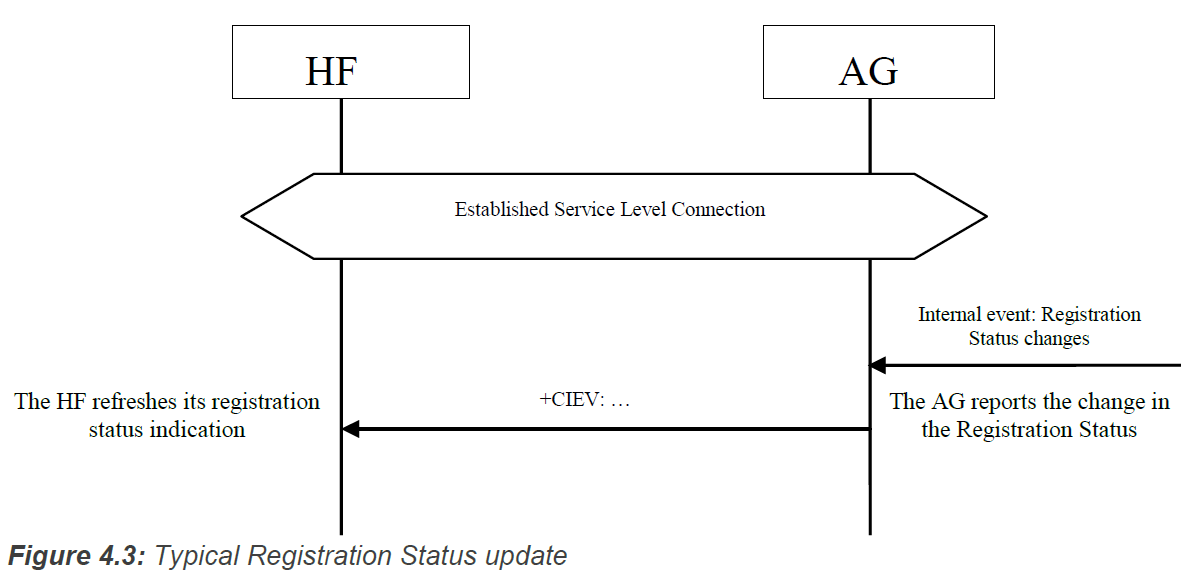 HF
AG
Established Service Level Connection
Internal event: Registration
Status changes
The HF refreshes its registration
status indication
+CIEV: …
The AG reports the change in
the Registration Status
Figure 4.3: Typical Registration Status update